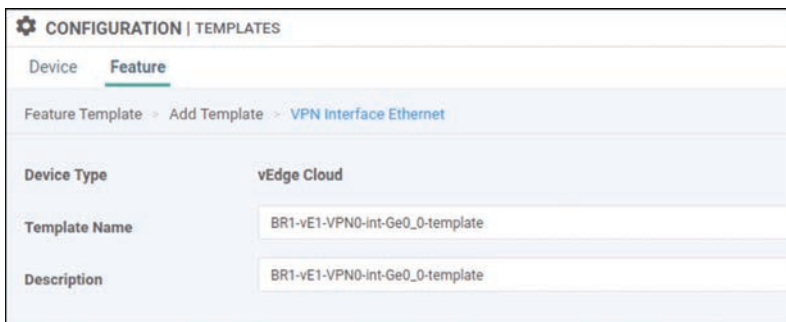 CONFIGURATION | TEMPLATES
Device Feature
Feature Template > Add Template > VPN Interface Ethernet
Device Type vEdge Cloud
Template Name BR1-vE1-VPN0-int-Ge0_0-template
Description BR1-vE1-VPN0-int-Ge0_0-template